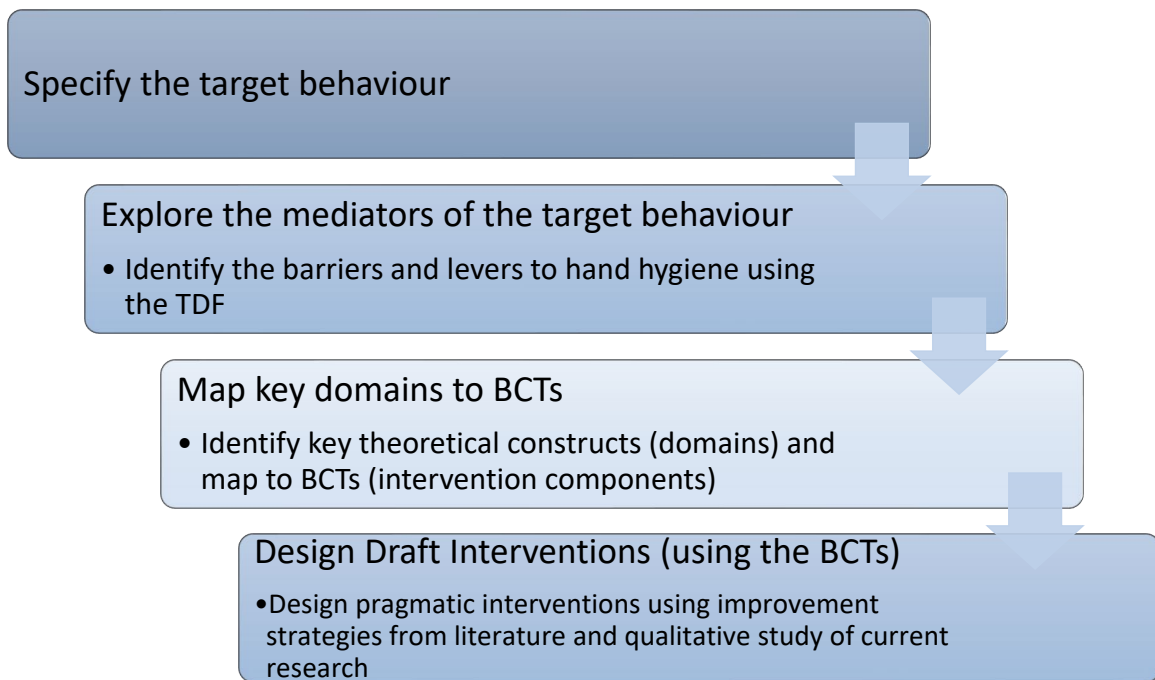 Specify the target behaviour
Explore the mediators of the target behaviour
• Identify the barriers and levers to hand hygiene using
the TDF
Map key domains to BCTs
• Identify key theoretical constructs (domains) and
map to BCTs (intervention components)
Design Draft Interventions (using the BCTs)
•Design pragmatic interventions using improvement
strategies from literature and qualitative study of current
research